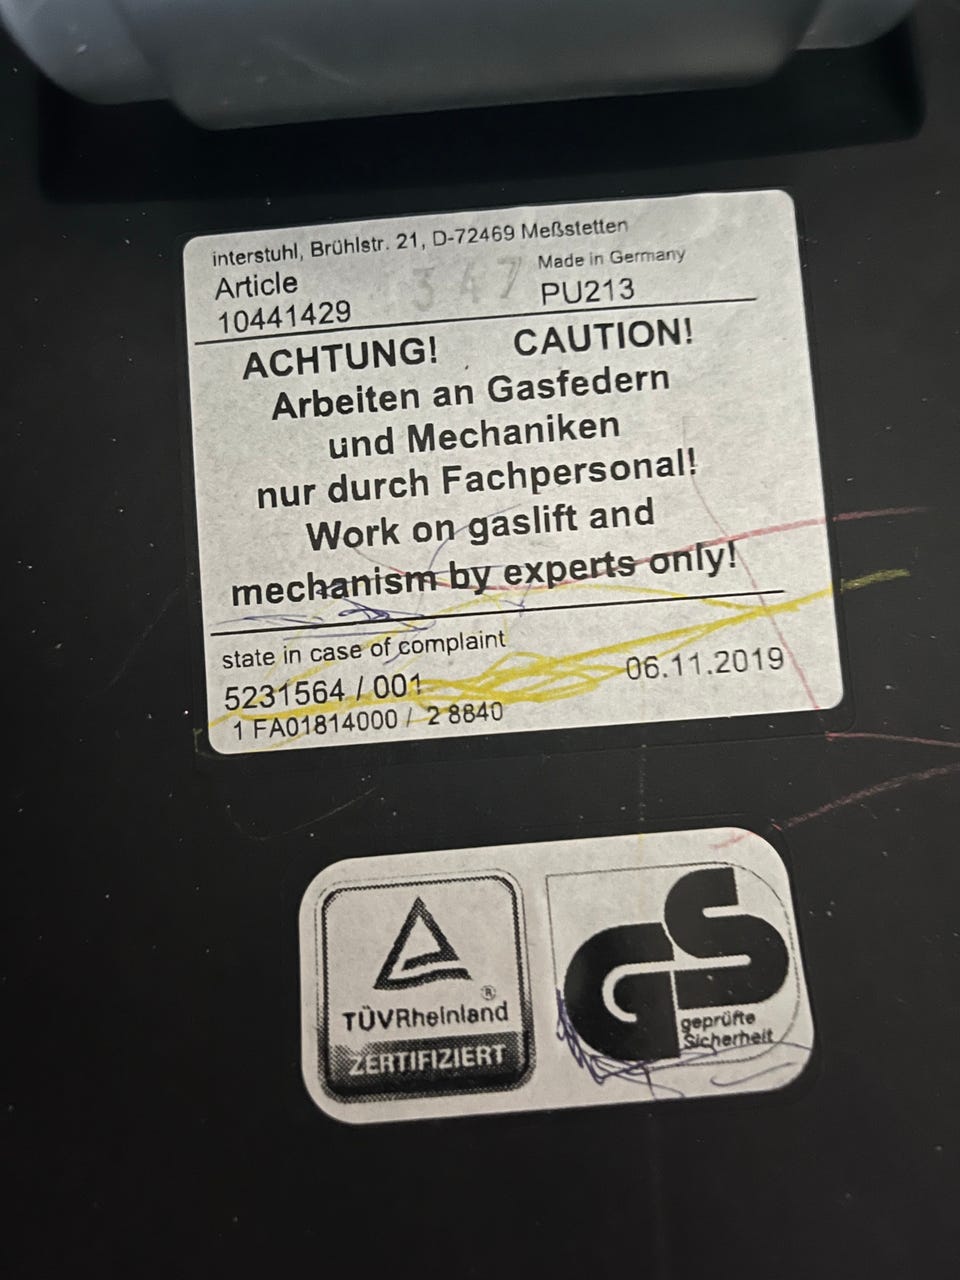 interstuhl, Brühlstr. 21, D-72469 Meßstetten
Article
Made in Germany
10441429
347
PU213
ACHTUNG! CAUTION!
Arbeiten an Gasfedern
und Mechaniken
nur durch Fachpersonal!
Work on gaslift and
mechanism by experts only!
state in case of complaint
5231564 / 001
06.11.2019
1 FA01814000 / 2 8840
TÜVRheinland
®
ZERTIFIZIERT
GS
geprüfte
Sicherheit